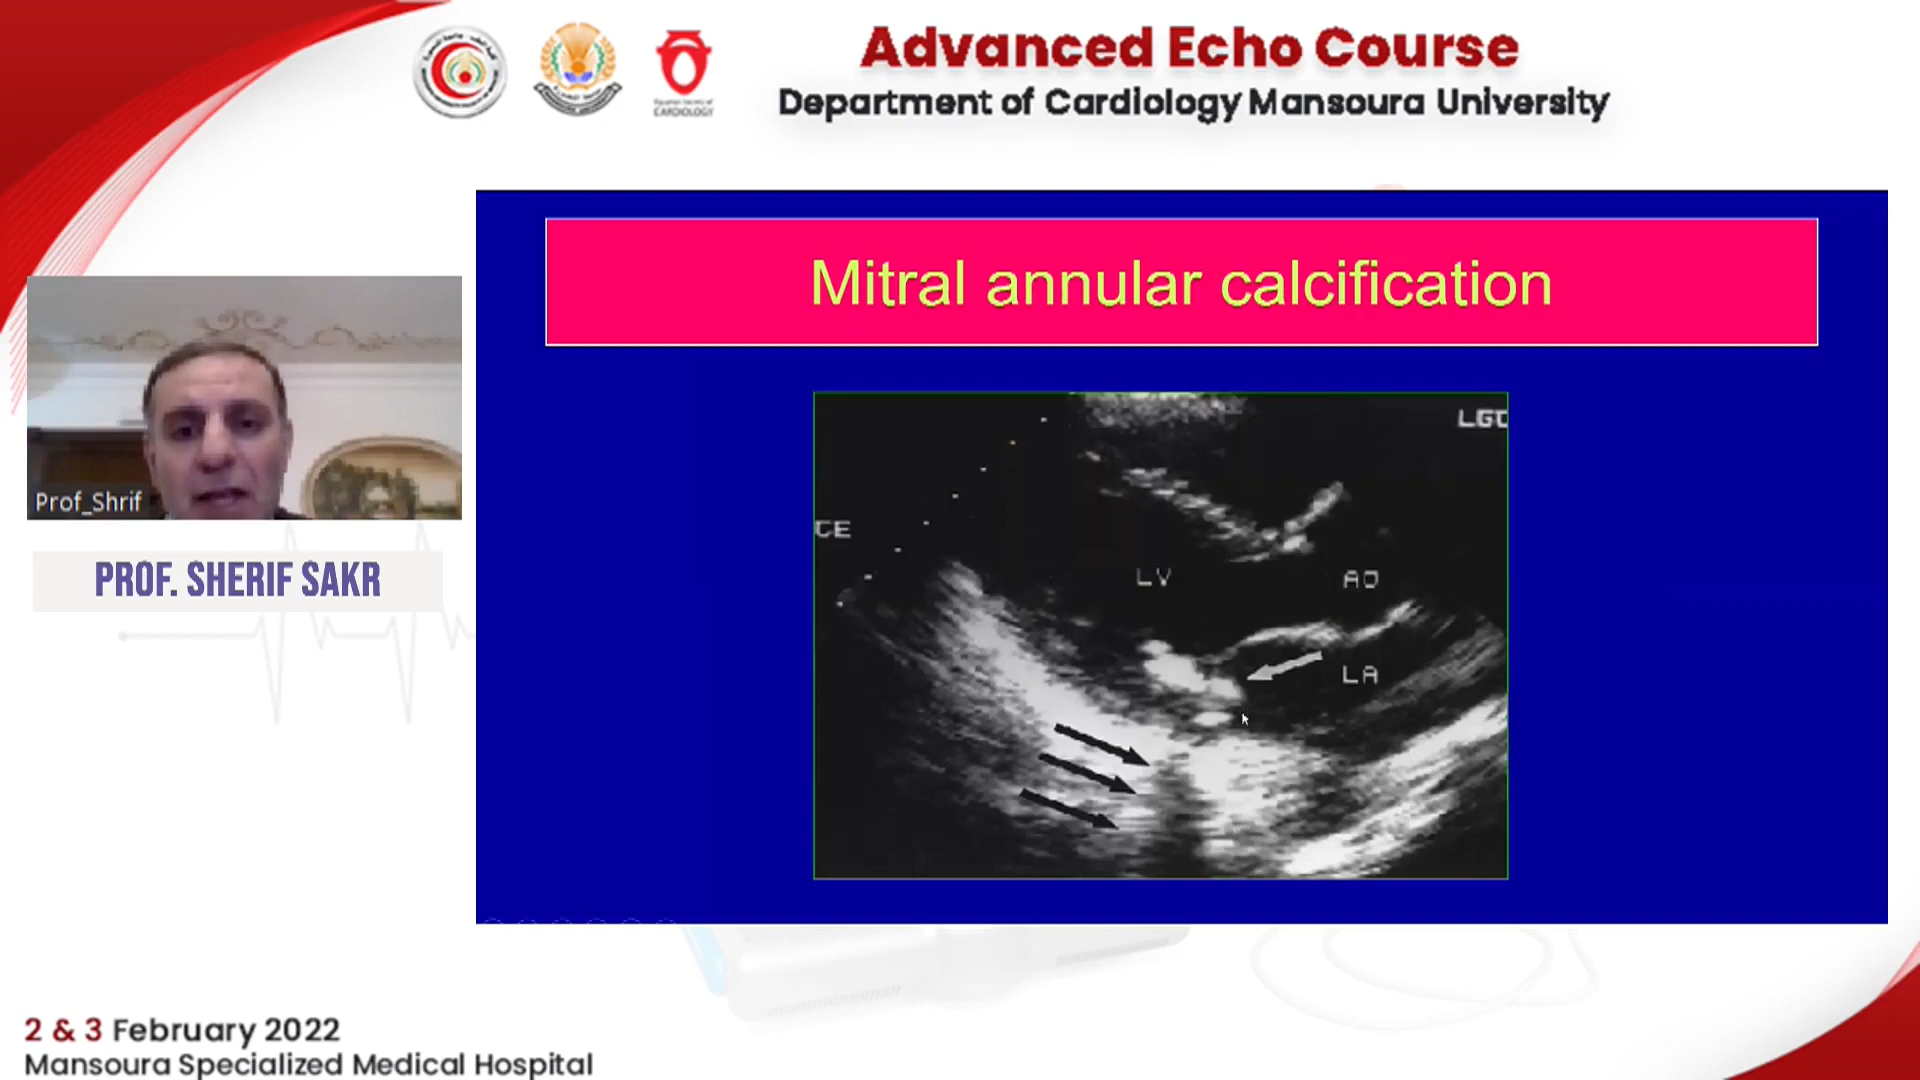 Advanced Echo Course
Department of Cardiology Mansoura University
CARDIOLOGY
Mitral annular calcification
LGC
CE
LV
AO
LA
Prof_Shrif
PROF. SHERIF SAKR
2 & 3 February 2022
Mansoura Specialized Medical Hospital